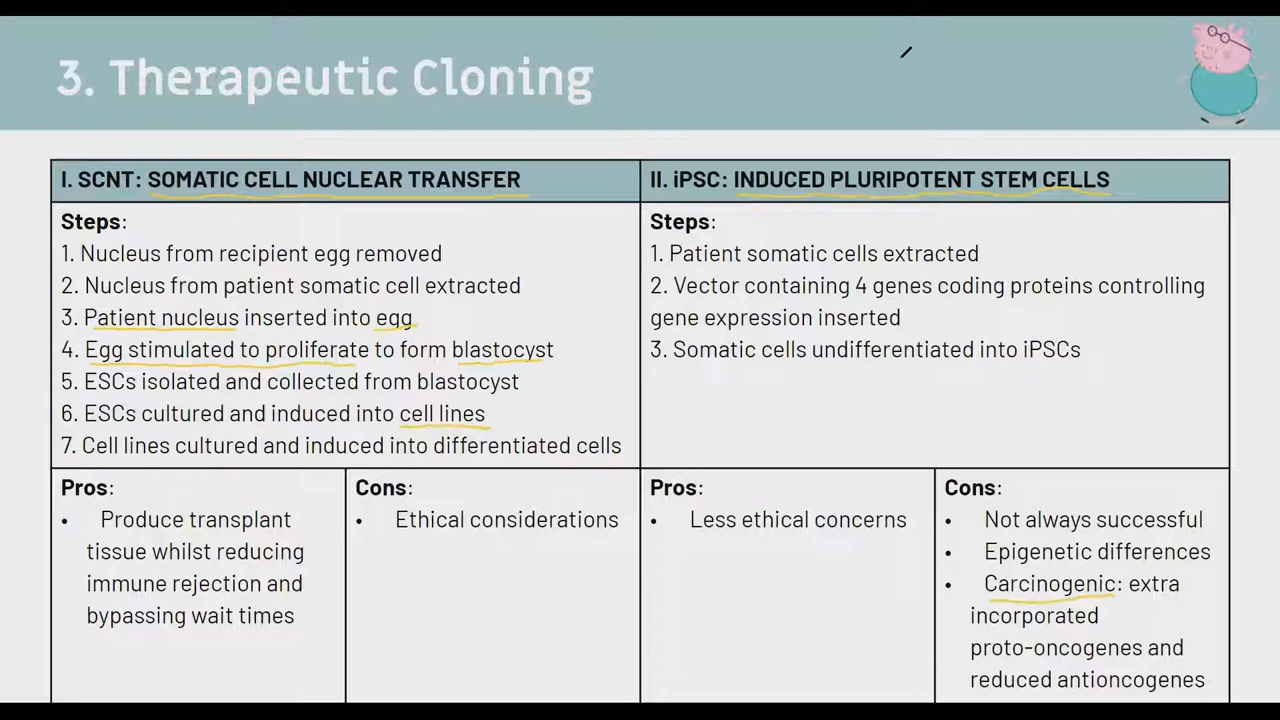 3. Therapeutic Cloning
I. SCNT: SOMATIC CELL NUCLEAR TRANSFER
Steps:
1. Nucleus from recipient egg removed
2. Nucleus from patient somatic cell extracted
3. Patient nucleus inserted into egg
4. Egg stimulated to proliferate to form blastocyst
5. ESCs isolated and collected from blastocyst
6. ESCs cultured and induced into cell lines
7. Cell lines cultured and induced into differentiated cells
Pros:
• Produce transplant
tissue whilst reducing
immune rejection and
bypassing wait times
Cons:
• Ethical considerations
II. iPSC: INDUCED PLURIPOTENT STEM CELLS
Steps:
1. Patient somatic cells extracted
2. Vector containing 4 genes coding proteins controlling
gene expression inserted
3. Somatic cells undifferentiated into iPSCs
Pros:
• Less ethical concerns
Cons:
• Not always successful
• Epigenetic differences
• Carcinogenic: extra
incorporated
proto-oncogenes and
reduced antioncogenes